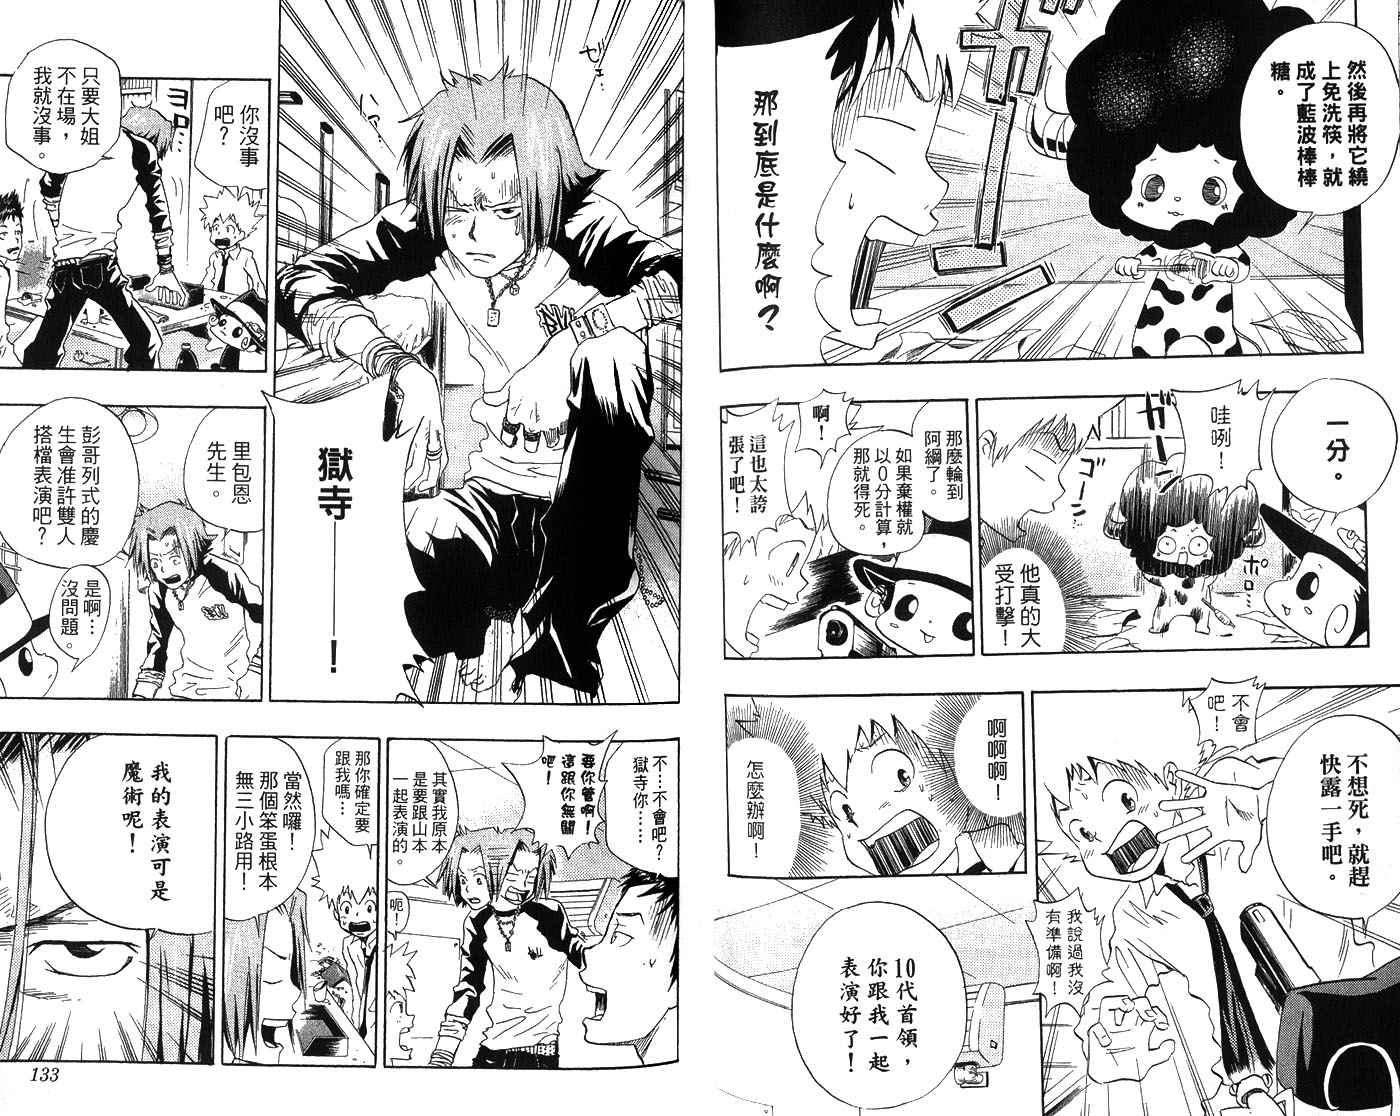 然後再將它繞
上免洗筷，就
成了藍波棒棒
糖。
那到底是什麼啊？
一分。
哇咧！
ガーン
ポロ…
他真的大
受打擊！
那麼輪到
阿綱了。
如果棄權就
以0分計算，
那就得死。
啊！
這也太誇
張了吧！
不想死，就趕
快露一手吧。
不會
吧！
我說過我沒
有準備啊！
啊啊啊！
怎麼辦啊！
10代首領，
你跟我一起
表演好了！
ゼェ…
獄寺——！
你沒事
吧？
只要大姐
不在場，
我就沒事。
ヨロ…
里包恩
先生。
彭哥列式的慶
生會准許雙人
搭檔表演吧？
是啊…
沒問題。
不…不會吧？
獄寺你……
要你管啊！
這跟你無關
吧！
其實我原本
是要跟山本
一起表演的。
呃！
那你確定要
跟我嗎…
當然囉！
那個笨蛋根本
無三小路用！
我的表演可是
魔術呢！
133